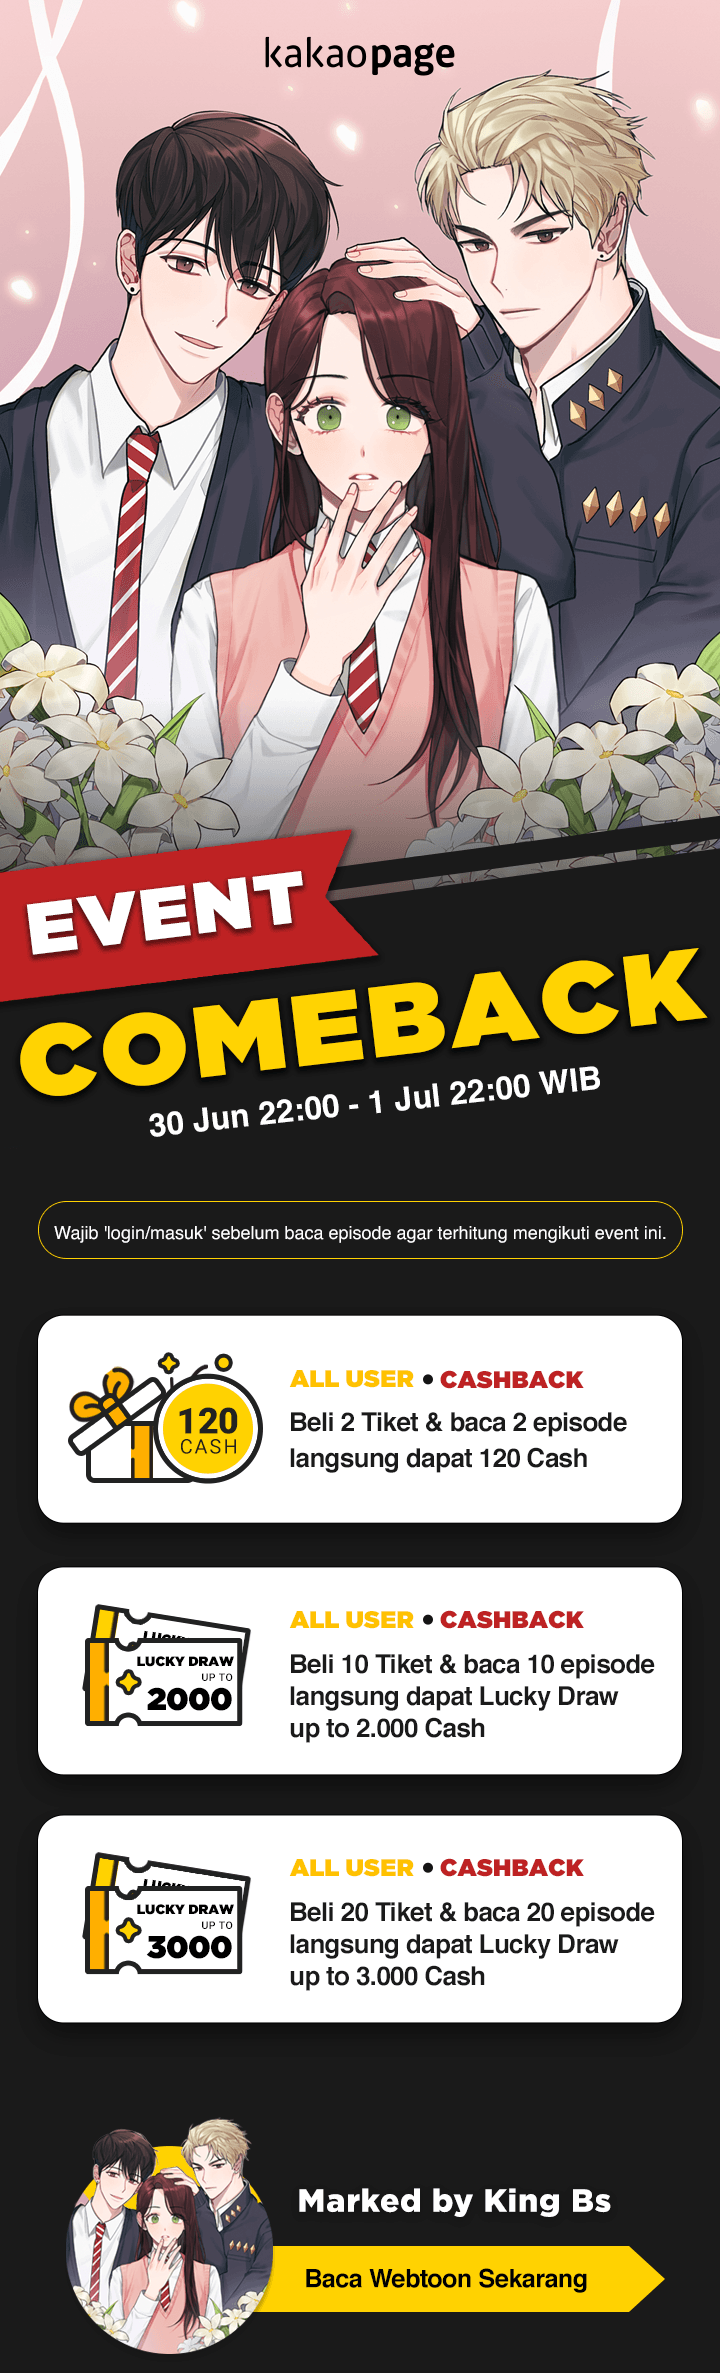 kakaopage
EVENT
COMEBACK
30 Jun 22:00 - 1 Jul 22:00 WIB
Wajib 'login/masuk' sebelum baca episode agar terhitung mengikuti event ini.
120
CASH
ALL USER • CASHBACK
Beli 2 Tiket & baca 2 episode
langsung dapat 120 Cash
LUCKY DRAW
UP TO
2000
ALL USER • CASHBACK
Beli 10 Tiket & baca 10 episode
langsung dapat Lucky Draw
up to 2.000 Cash
LUCKY DRAW
UP TO
3000
ALL USER • CASHBACK
Beli 20 Tiket & baca 20 episode
langsung dapat Lucky Draw
up to 3.000 Cash
Marked by King Bs
Baca Webtoon Sekarang